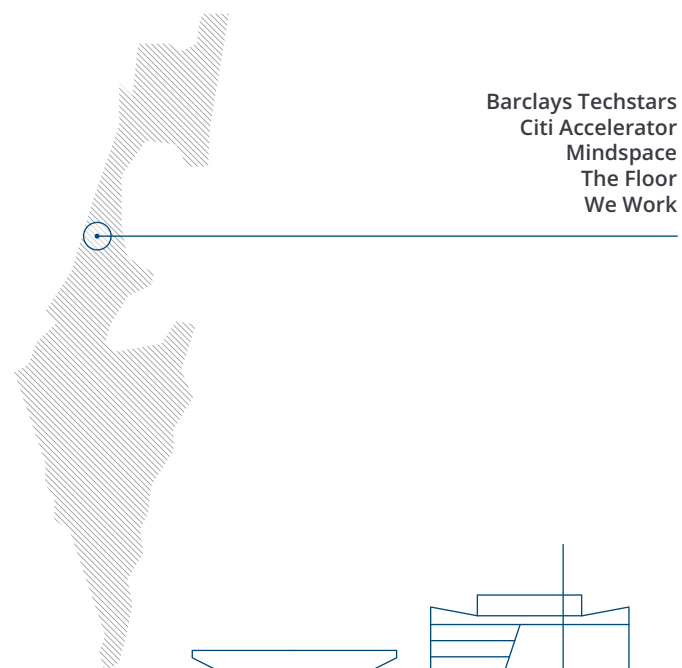 Barclays Techstars
Citi Accelerator
Mindspace
The Floor
We Work